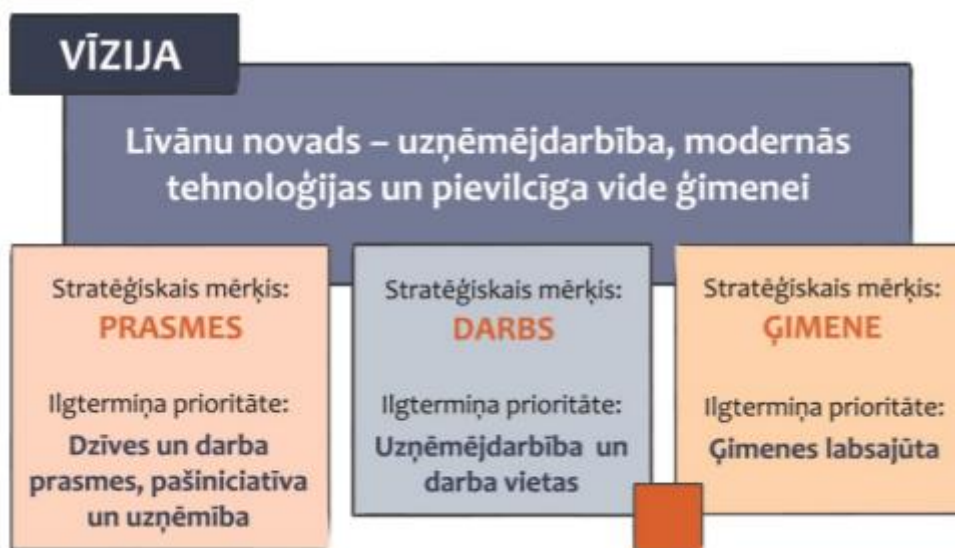 VĪZIJA
Līvānu novads – uzņēmējdarbība, modernās
tehnoloģijas un pievilcīga vide ģimenei
Stratēģiskais mērķis:
PRASMES
Ilgtermiņa prioritāte:
Dzīves un darba
prasmes, pašiniciatīva
un uzņēmība
Stratēģiskais mērķis:
DARBS
Ilgtermiņa prioritāte:
Uzņēmējdarbība un
darba vietas
Stratēģiskais mērķis:
ĢIMENE
Ilgtermiņa prioritāte:
Ģimenes labsajūta